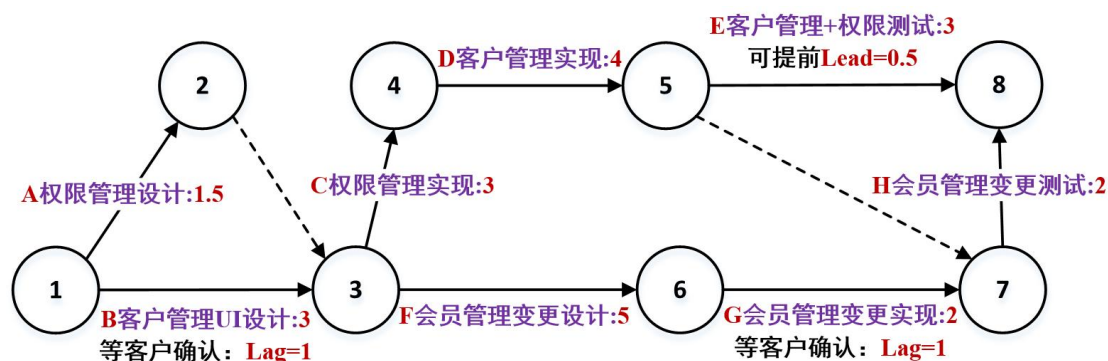 E客户管理+权限测试:3
可提前Lead=0.5
D客户管理实现:4
2
4
5
8
A权限管理设计:1.5
C权限管理实现:3
H会员管理变更测试:2
1
3
6
7
B客户管理UI设计:3
等客户确认：Lag=1
F会员管理变更设计:5
G会员管理变更实现:2
等客户确认：Lag=1